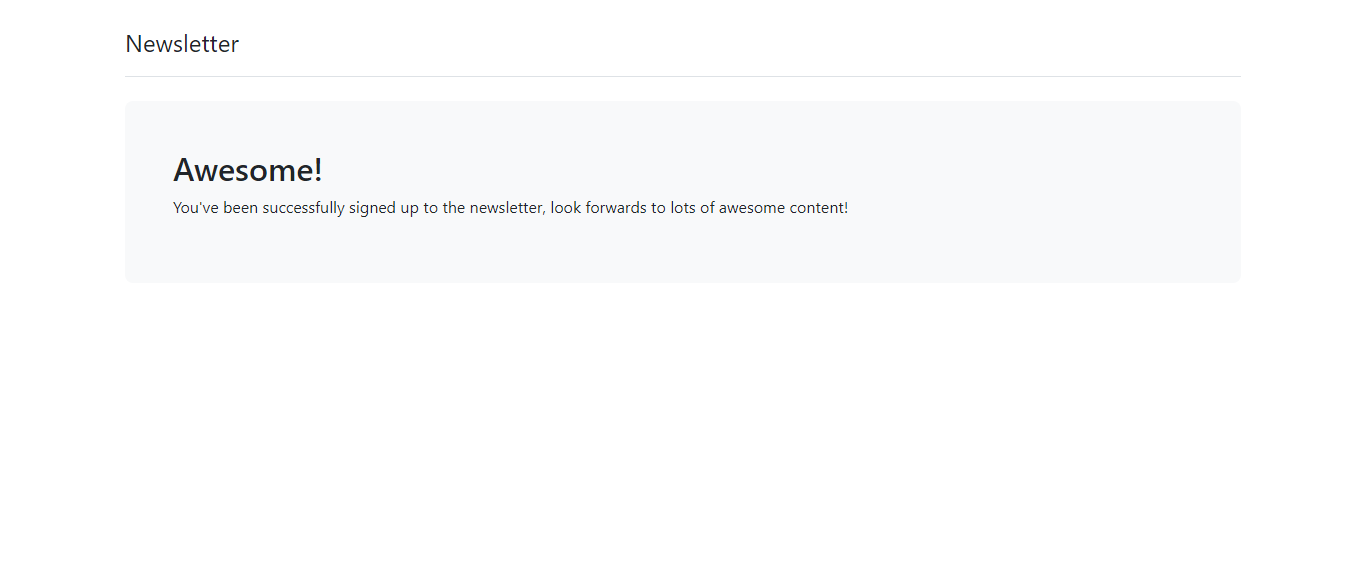 Newsletter
Awesome!
You've been successfully signed up to the newsletter, look forwards to lots of awesome content!